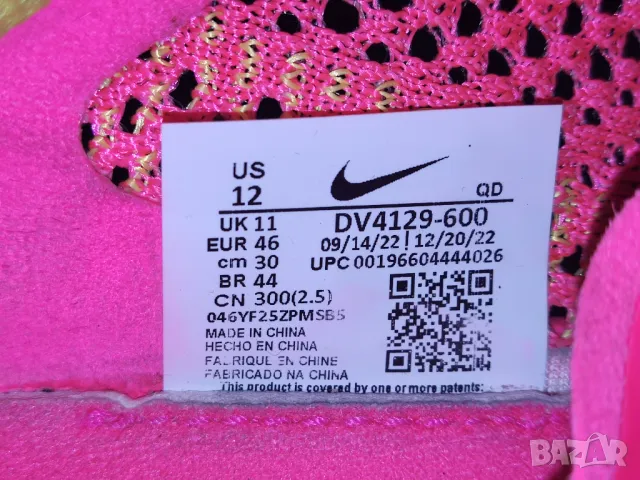 US
12
QD
UK 11
DV4129-600
EUR 46
09/14/22 | 12/20/22
cm 30
UPC 00196604444026
BR 44
CN 300(2.5)
046YF25ZPMSB5
MADE IN CHINA
HECHO EN CHINA
FABRIQUE EN CHINE
FABRICADO NA CHINA
This product is covered by one or more patents.
BAZAR